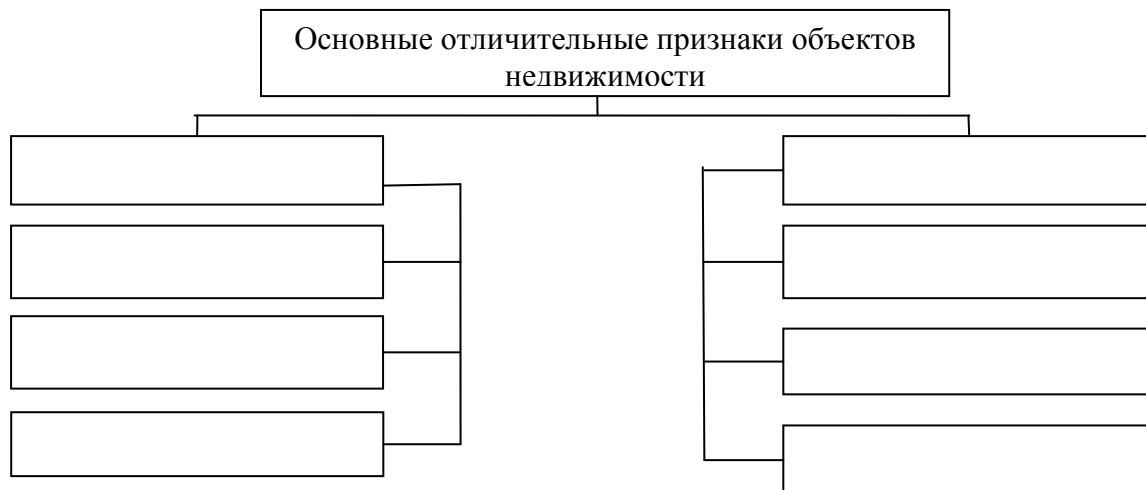 Основные отличительные признаки объектов
недвижимости